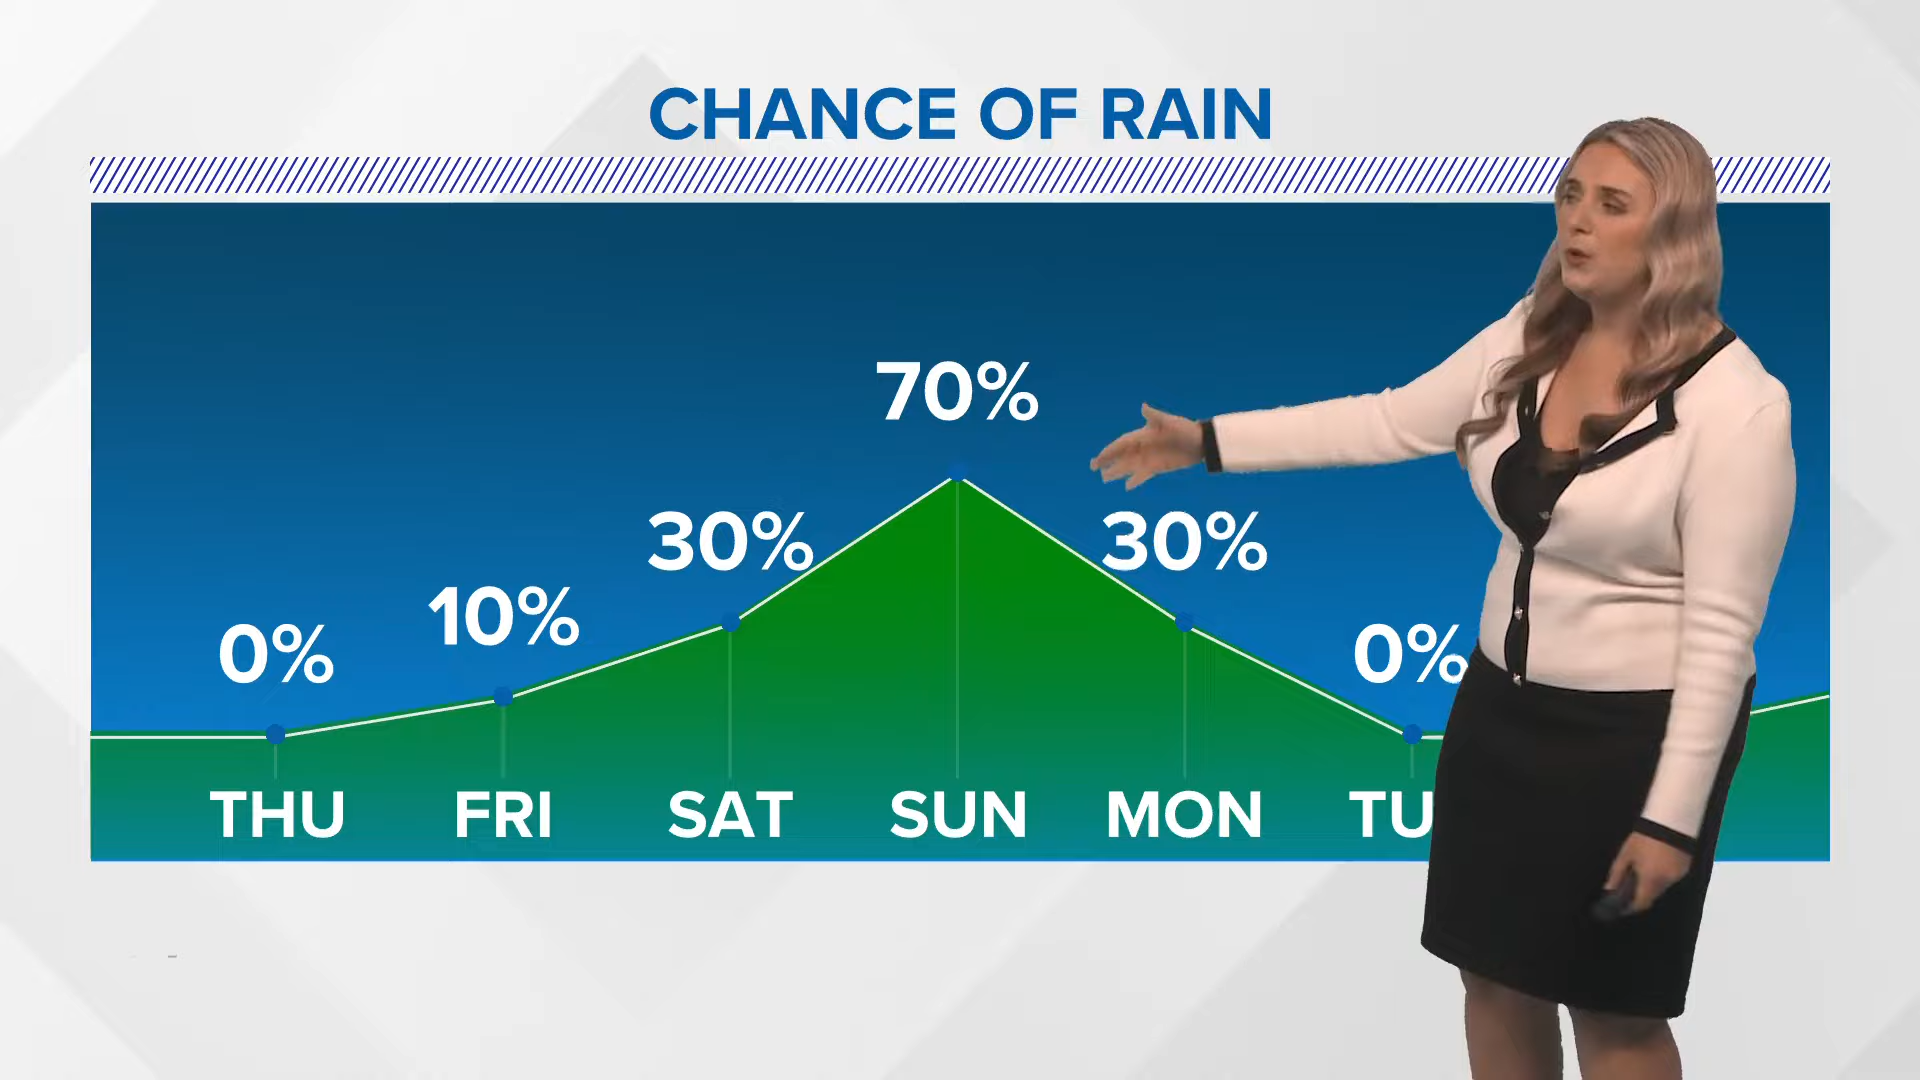 CHANCE OF RAIN
70%
30% 30%
10%
0% 0%
THU FRI SAT SUN MON TU